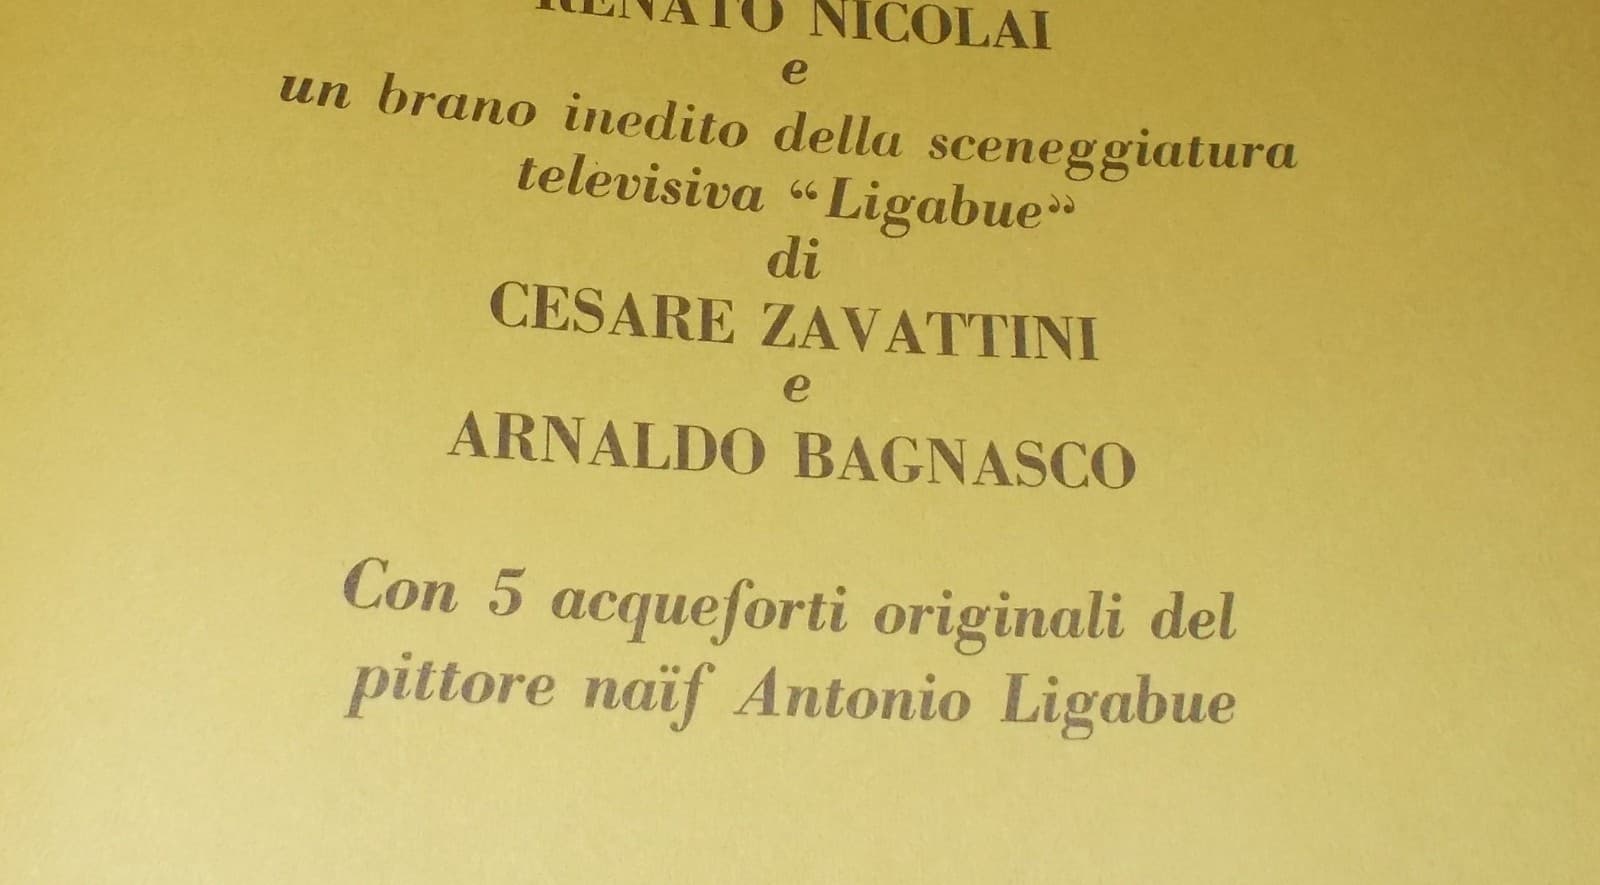 RENATO NICOLAI
e
un brano inedito della sceneggiatura
televisiva “Ligabue”
di
CESARE ZAVATTINI
e
ARNALDO BAGNASCO
Con 5 acqueforti originali del
pittore naïf Antonio Ligabue